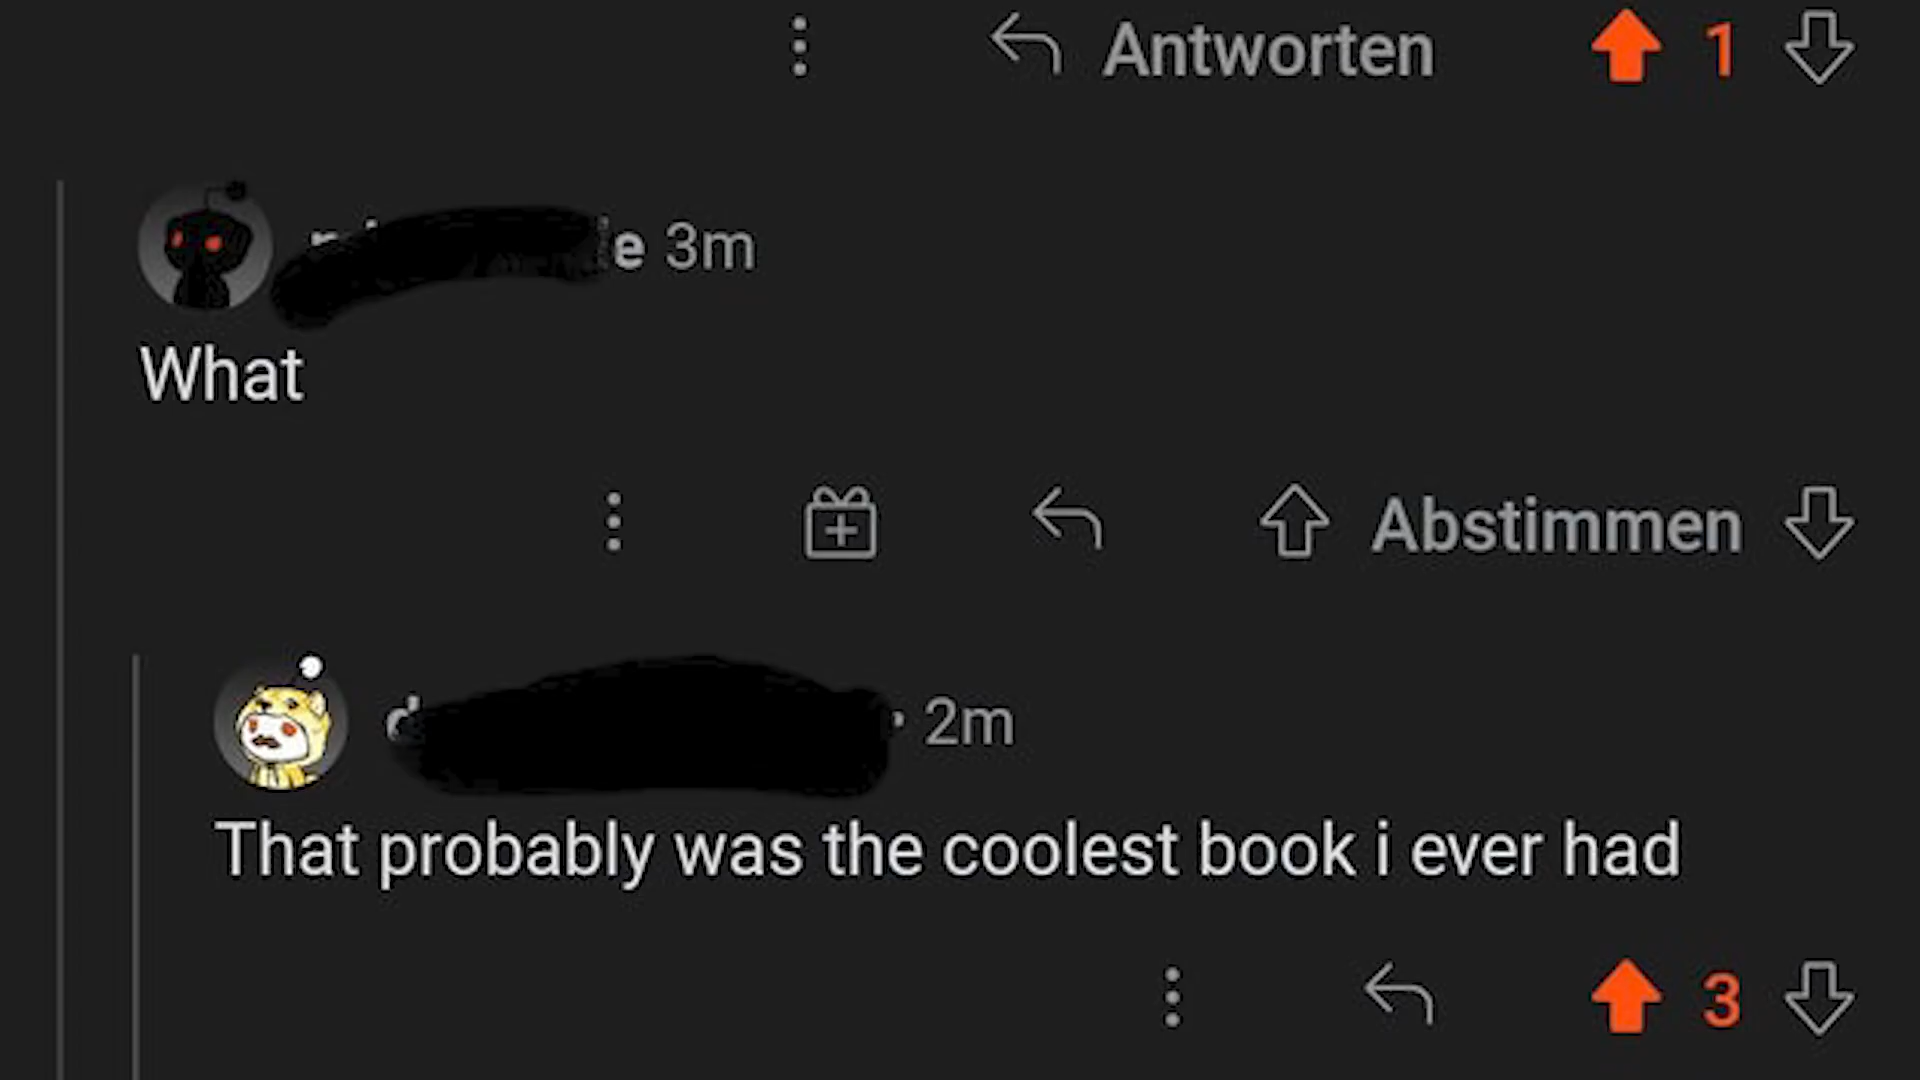 Antworten 1
e 3m
What
Abstimmen
d 2m
That probably was the coolest book i ever had
3